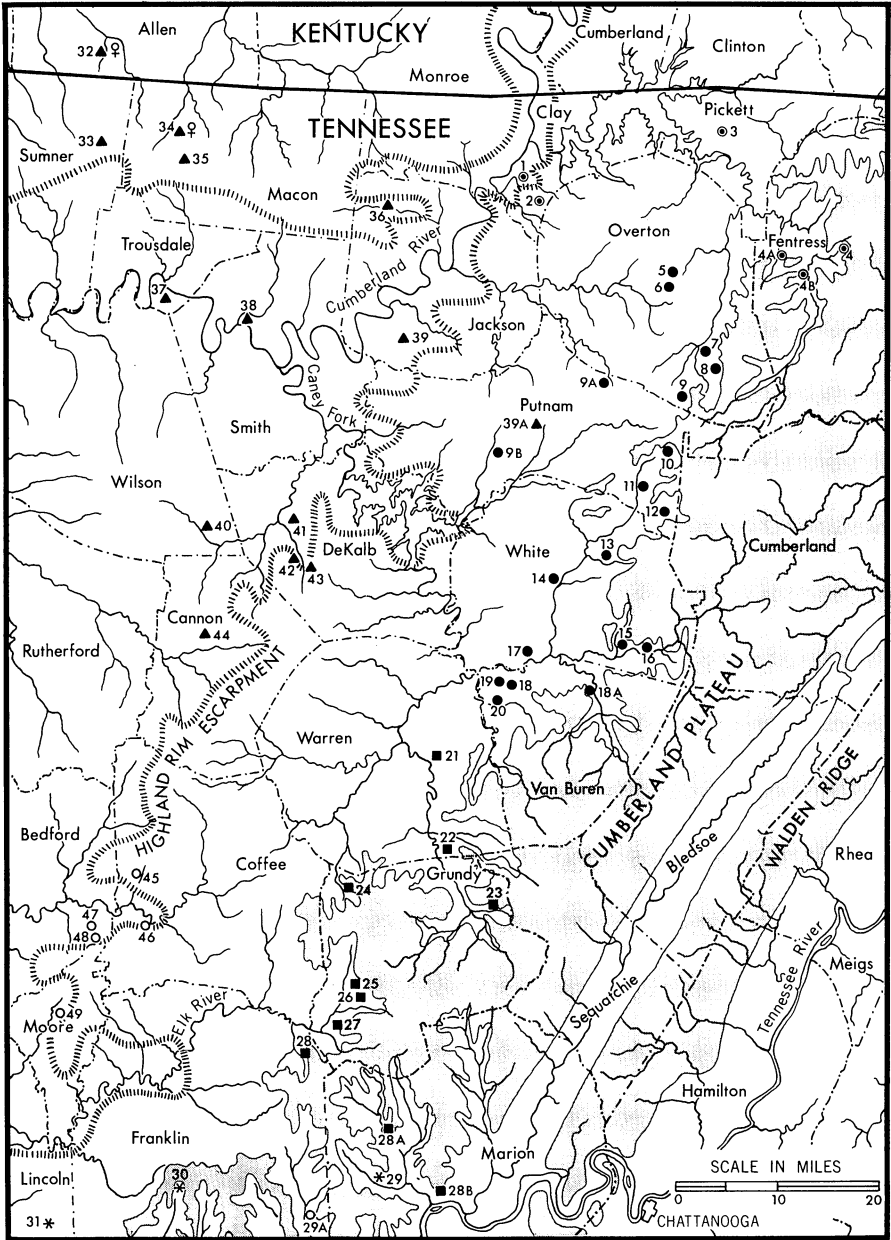 Allen
KENTUCKY
Cumberland
Clinton
32 ♀
Monroe
Clay
Pickett
34 ♀
TENNESSEE
3
33
35
Sumner
1
Macon
2
36
Overton
Trousdale
Fentress
4A
4
4B
Cumberland River
5
6
37
38
Jackson
39
7
8
Caney Fork
9A
9
Putnam
39A
Smith
9B
10
Wilson
11
40
41
12
DeKalb
White
13
Cumberland
42
43
14
Cannon
44
15
16
Rutherford
17
19
18
18A
20
HIGHLAND RIM ESCARPMENT
Warren
CUMBERLAND PLATEAU
21
Van Buren
WALDEN RIDGE
Bedford
Bledsoe
22
Rhea
Coffee
Grundy
45
24
23
47
48
46
Tennessee River
Meigs
25
26
Sequatchie
49
Moore
Elk River
27
28
Hamilton
Franklin
28A
Marion
SCALE IN MILES
Lincoln
30
*
*29
28B
0 10 20
31 *
29A
CHATTANOOGA